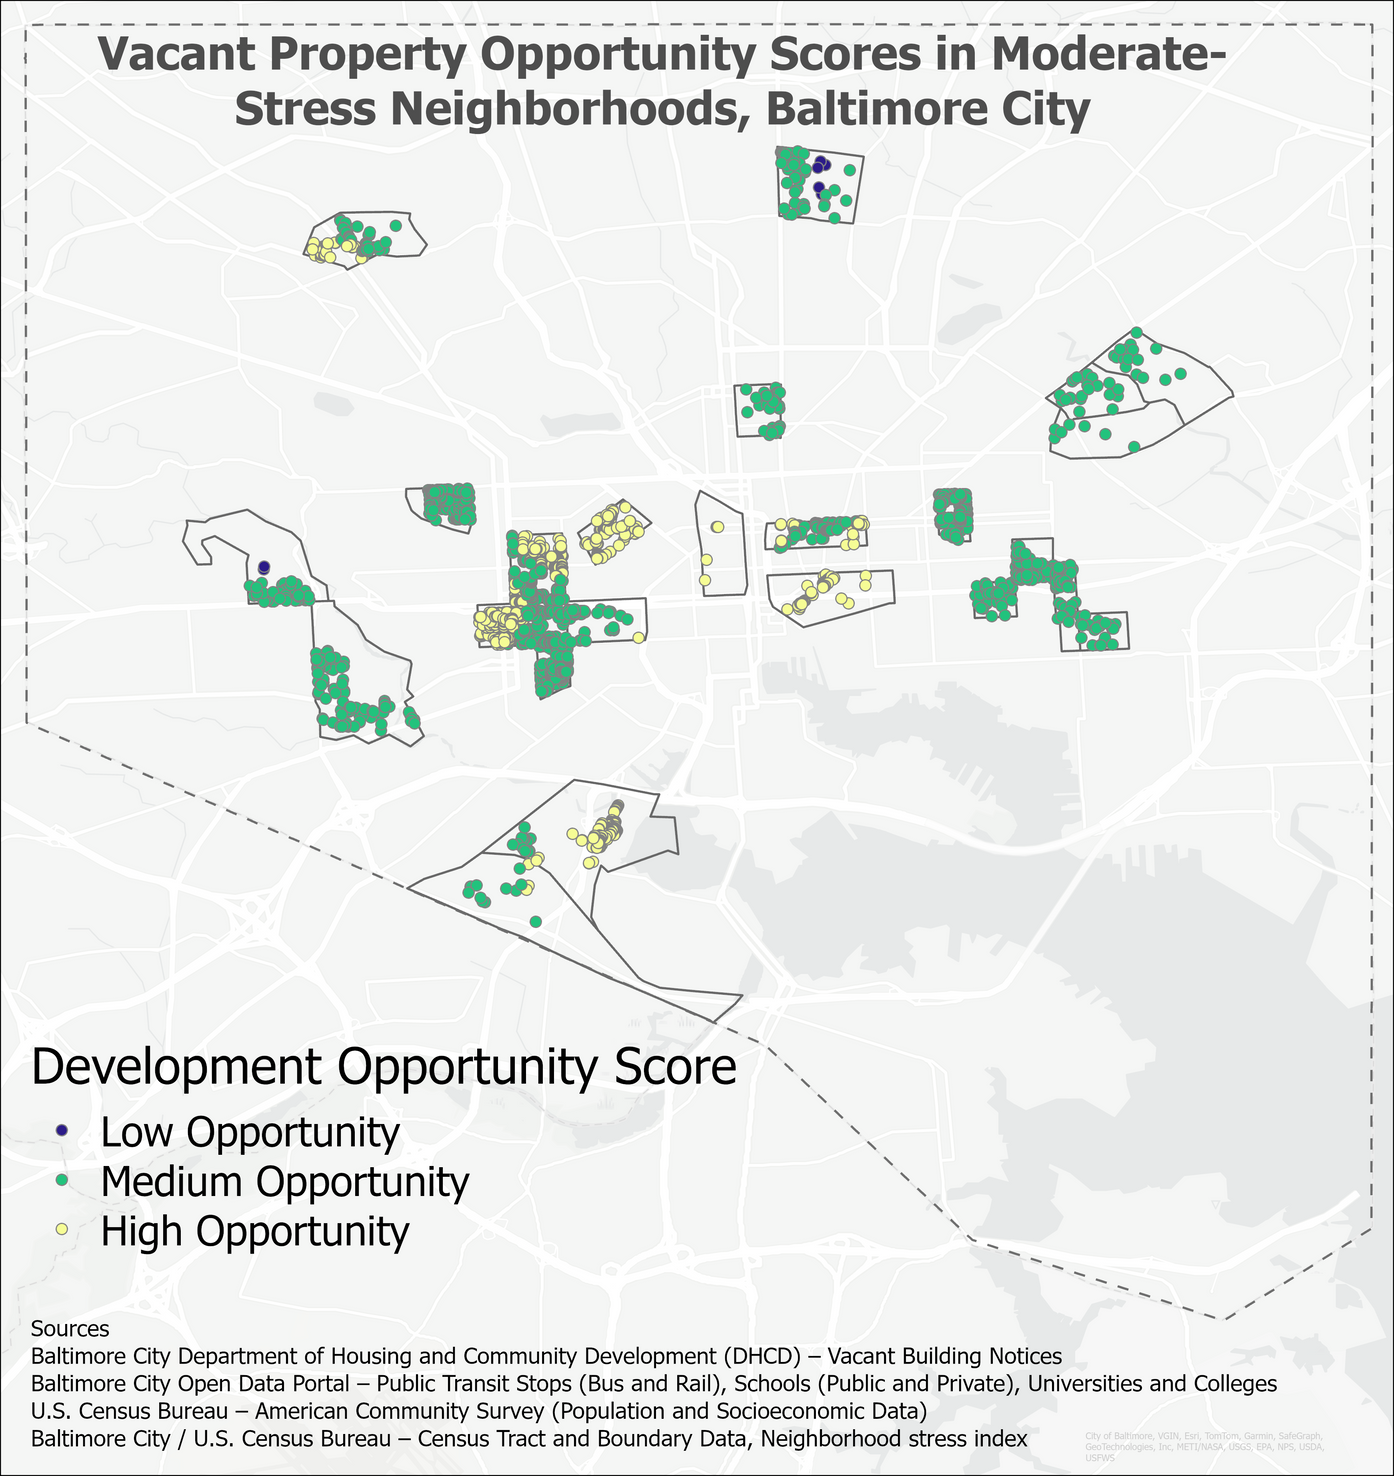 Vacant Property Opportunity Scores in Moderate-
Stress Neighborhoods, Baltimore City
Development Opportunity Score
Low Opportunity
Medium Opportunity
High Opportunity
Sources
Baltimore City Department of Housing and Community Development (DHCD) – Vacant Building Notices
Baltimore City Open Data Portal – Public Transit Stops (Bus and Rail), Schools (Public and Private), Universities and Colleges
U.S. Census Bureau – American Community Survey (Population and Socioeconomic Data)
Baltimore City / U.S. Census Bureau – Census Tract and Boundary Data, Neighborhood stress index
City of Baltimore, VGIN, Esri, TomTom, Garmin, SafeGraph,
GeoTechnologies, Inc, METI/NASA, USGS, EPA, NPS, USDA,
USFWS